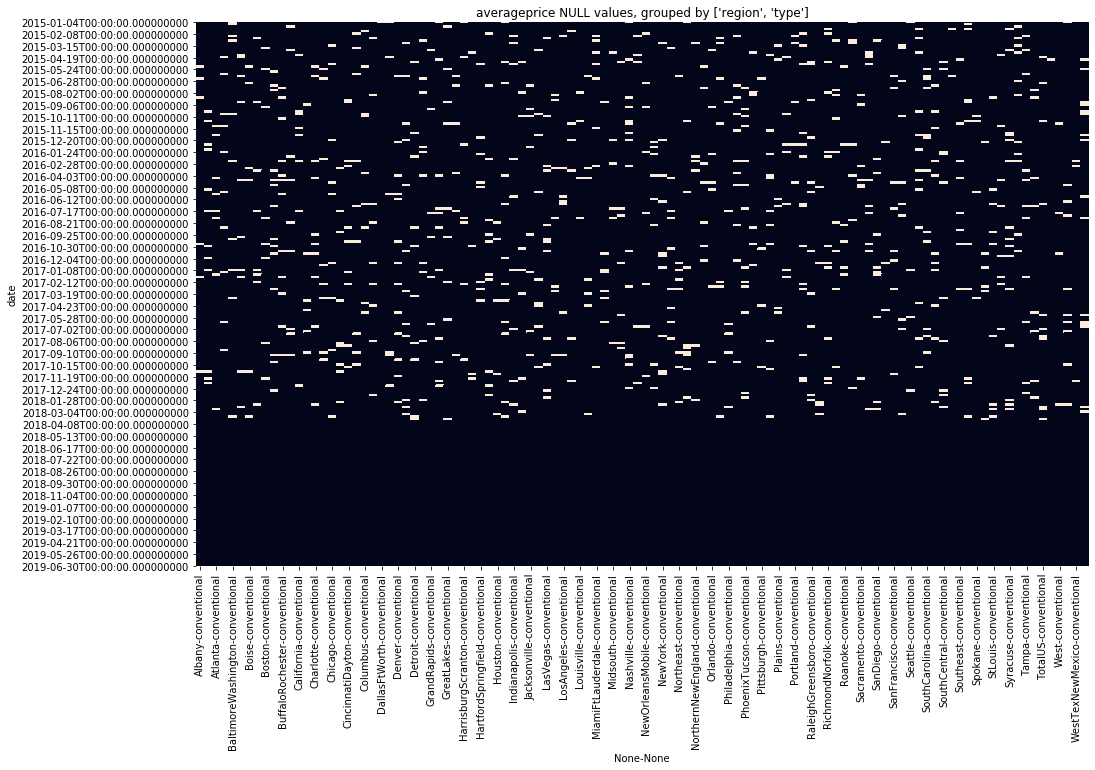 averageprice NULL values, grouped by ['region', 'type']
2015-01-04T00:00:00.000000000
2015-02-08T00:00:00.000000000
2015-03-15T00:00:00.000000000
2015-04-19T00:00:00.000000000
2015-05-24T00:00:00.000000000
2015-06-28T00:00:00.000000000
2015-08-02T00:00:00.000000000
2015-09-06T00:00:00.000000000
2015-10-11T00:00:00.000000000
2015-11-15T00:00:00.000000000
2015-12-20T00:00:00.000000000
2016-01-24T00:00:00.000000000
2016-02-28T00:00:00.000000000
2016-04-03T00:00:00.000000000
2016-05-08T00:00:00.000000000
2016-06-12T00:00:00.000000000
2016-07-17T00:00:00.000000000
2016-08-21T00:00:00.000000000
2016-09-25T00:00:00.000000000
2016-10-30T00:00:00.000000000
2016-12-04T00:00:00.000000000
2017-01-08T00:00:00.000000000
2017-02-12T00:00:00.000000000
2017-03-19T00:00:00.000000000
2017-04-23T00:00:00.000000000
2017-05-28T00:00:00.000000000
2017-07-02T00:00:00.000000000
2017-08-06T00:00:00.000000000
2017-09-10T00:00:00.000000000
2017-10-15T00:00:00.000000000
2017-11-19T00:00:00.000000000
2017-12-24T00:00:00.000000000
2018-01-28T00:00:00.000000000
2018-03-04T00:00:00.000000000
2018-04-08T00:00:00.000000000
2018-05-13T00:00:00.000000000
2018-06-17T00:00:00.000000000
2018-07-22T00:00:00.000000000
2018-08-26T00:00:00.000000000
2018-09-30T00:00:00.000000000
2018-11-04T00:00:00.000000000
2019-01-07T00:00:00.000000000
2019-02-10T00:00:00.000000000
2019-03-17T00:00:00.000000000
2019-04-21T00:00:00.000000000
2019-05-26T00:00:00.000000000
2019-06-30T00:00:00.000000000
date
Albany-conventional
Atlanta-conventional
BaltimoreWashington-conventional
Boise-conventional
Boston-conventional
BuffaloRochester-conventional
California-conventional
Charlotte-conventional
Chicago-conventional
CincinnatiDayton-conventional
Columbus-conventional
DallasFtWorth-conventional
Denver-conventional
Detroit-conventional
GrandRapids-conventional
GreatLakes-conventional
HarrisburgScranton-conventional
HartfordSpringfield-conventional
Houston-conventional
Indianapolis-conventional
Jacksonville-conventional
LasVegas-conventional
LosAngeles-conventional
Louisville-conventional
MiamiFtLauderdale-conventional
Midsouth-conventional
Nashville-conventional
NewOrleansMobile-conventional
NewYork-conventional
Northeast-conventional
NorthernNewEngland-conventional
Orlando-conventional
Philadelphia-conventional
PhoenixTucson-conventional
Pittsburgh-conventional
Plains-conventional
Portland-conventional
RaleighGreensboro-conventional
RichmondNorfolk-conventional
Roanoke-conventional
Sacramento-conventional
SanDiego-conventional
SanFrancisco-conventional
Seattle-conventional
SouthCarolina-conventional
SouthCentral-conventional
Southeast-conventional
Spokane-conventional
StLouis-conventional
Syracuse-conventional
Tampa-conventional
TotalUS-conventional
West-conventional
WestTexNewMexico-conventional
None-None